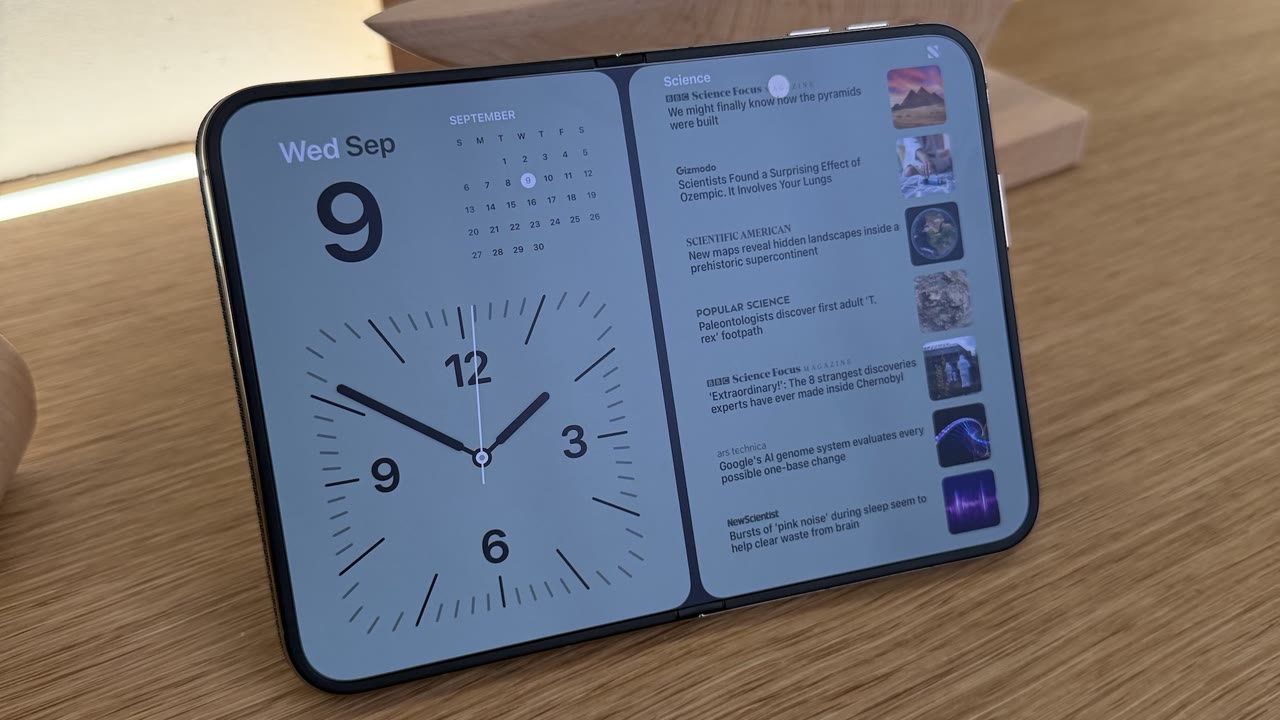 Wed Sep
9
SEPTEMBER
S M T W T F S
1 2 3 4 5
6 7 8 9 10 11 12
13 14 15 16 17 18 19
20 21 22 23 24 25 26
27 28 29 30
12
3
9
6
Science
BBC Science Focus
We might finally know how the pyramids
were built
Gizmodo
Scientists Found a Surprising Effect of
Ozempic. It Involves Your Lungs
SCIENTIFIC AMERICAN
New maps reveal hidden landscapes inside a
prehistoric supercontinent
POPULAR SCIENCE
Paleontologists discover first adult ‘T.
rex’ footpath
BBC Science Focus MAGAZINE
‘Extraordinary!’: The 8 strangest discoveries
experts have ever made inside Chernobyl
ars technica
Google's AI genome system evaluates every
possible one-base change
NewScientist
Bursts of ‘pink noise’ during sleep seem to
help clear waste from brain